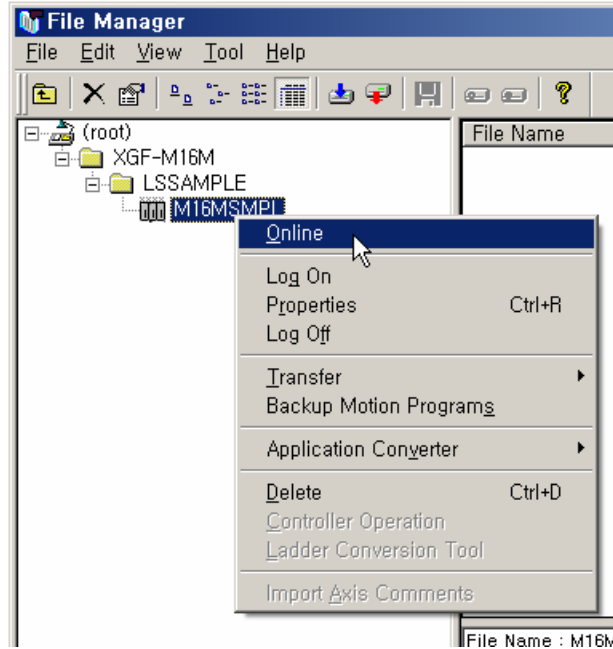 File Manager
File Edit View Tool Help
(root)
File Name
XGF-M16M
LSSAMPLE
M16MSMPL
Online
Log On
Properties Ctrl+R
Log Off
Transfer
Backup Motion Programs
Application Converter
Delete Ctrl+D
Controller Operation
Ladder Conversion Tool
Import Axis Comments
File Name : M16M